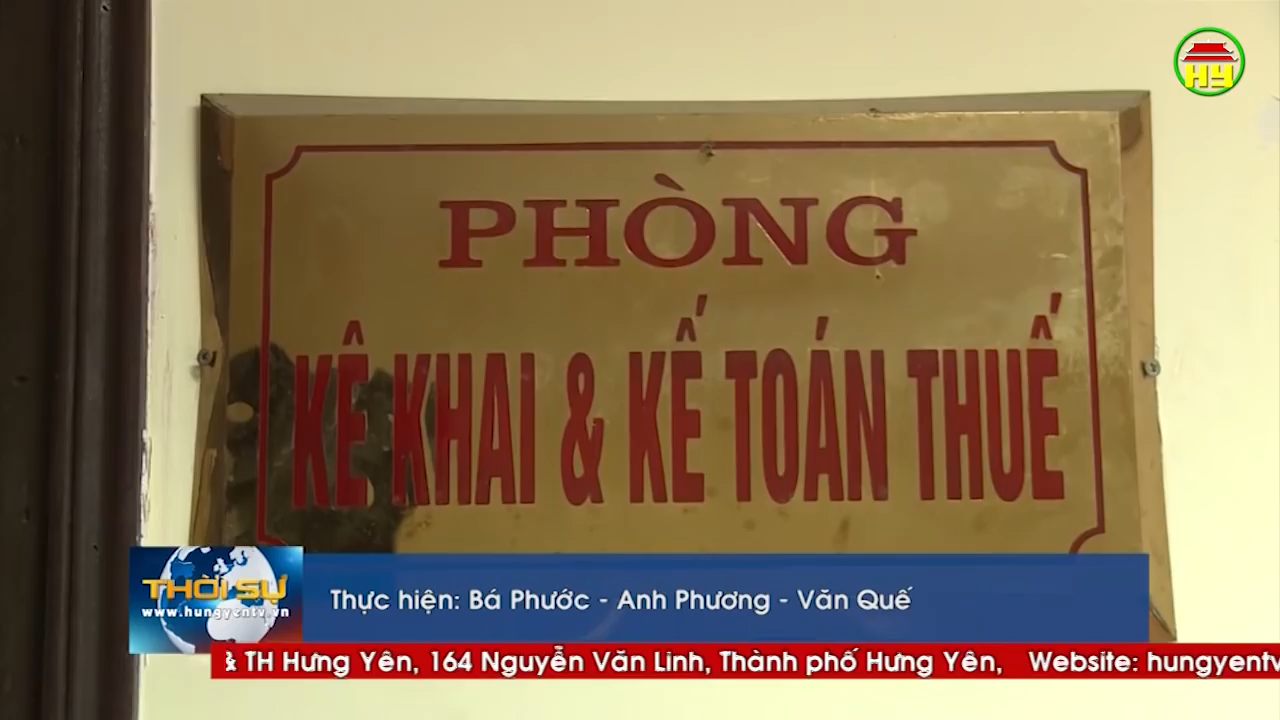 HY
PHÒNG
KÊ KHAI & KẾ TOÁN THUẾ
THỜI SỰ
www.hungyentv.vn
Thực hiện: Bá Phước - Anh Phương - Văn Quế
& TH Hưng Yên, 164 Nguyễn Văn Linh, Thành phố Hưng Yên, Website: hungyentv